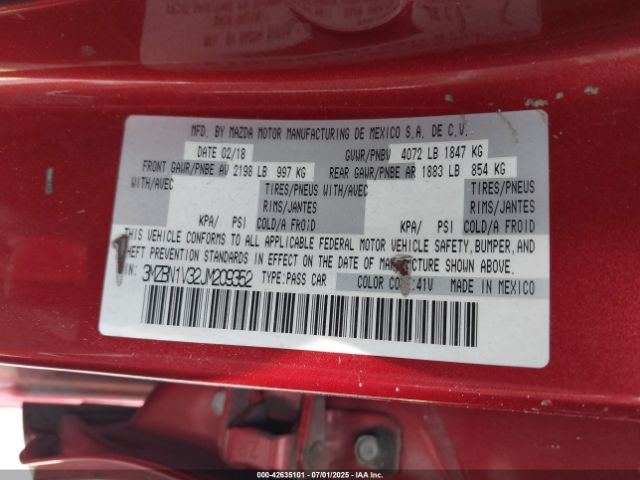 MFD. BY MAZDA MOTOR MANUFACTURING DE MEXICO S.A. DE C.V.
DATE 02/18 GVWR/PNBV 4072 LB 1847 KG
FRONT GAWR/PNBE AV 2198 LB 997 KG REAR GAWR/PNBE AR 1883 LB 854 KG
WITH/AVEC TIRES/PNEUS WITH/AVEC TIRES/PNEUS
RIMS/JANTES RIMS/JANTES
KPA/ PSI COLD/A FROID KPA/ PSI COLD/A FROID
THIS VEHICLE CONFORMS TO ALL APPLICABLE FEDERAL MOTOR VEHICLE SAFETY, BUMPER, AND
THEFT PREVENTION STANDARDS IN EFFECT ON THE DATE OF MANUFACTURE SHOWN ABOVE.
3MZBN1V32JM209352 TYPE:PASS CAR COLOR :41V MADE IN MEXICO
000-42635101 - 07/01/2025 - IAA Inc.